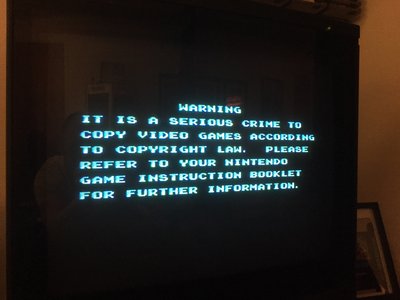 WARNING
IT IS A SERIOUS CRIME TO
COPY VIDEO GAMES ACCORDING
TO COPYRIGHT LAW. PLEASE
REFER TO YOUR NINTENDO
GAME INSTRUCTION BOOKLET
FOR FURTHER INFORMATION.